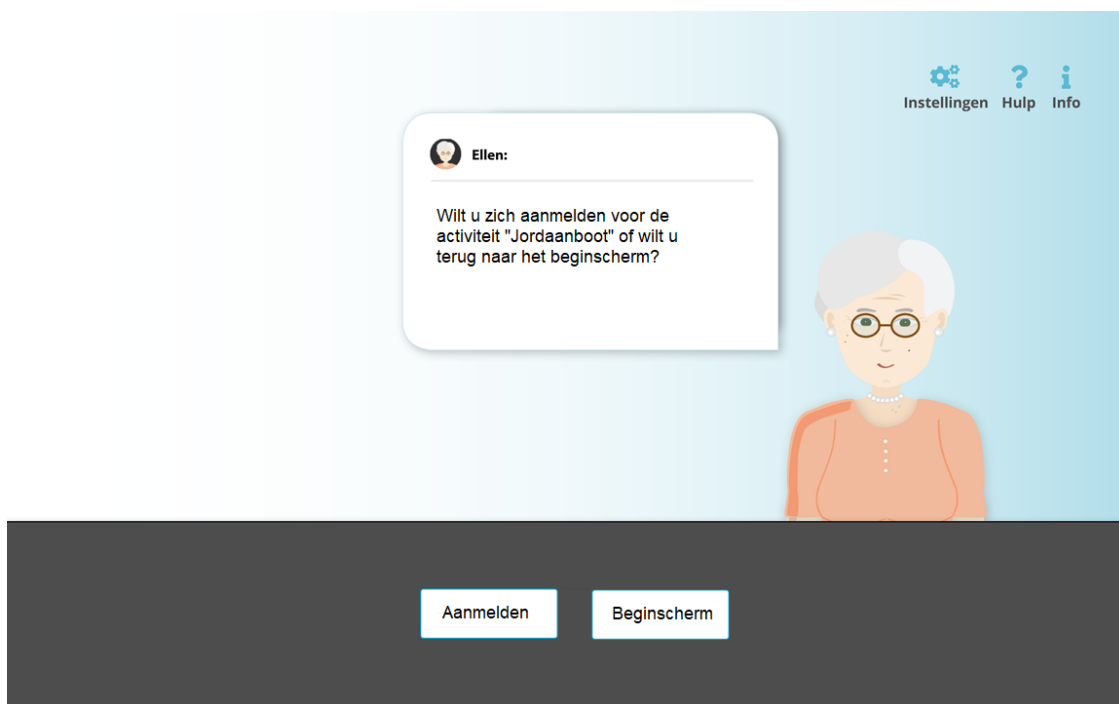 Instellingen Hulp Info
Ellen:
Wilt u zich aanmelden voor de
activiteit "Jordaanboot" of wilt u
terug naar het beginscherm?
Aanmelden Beginscherm